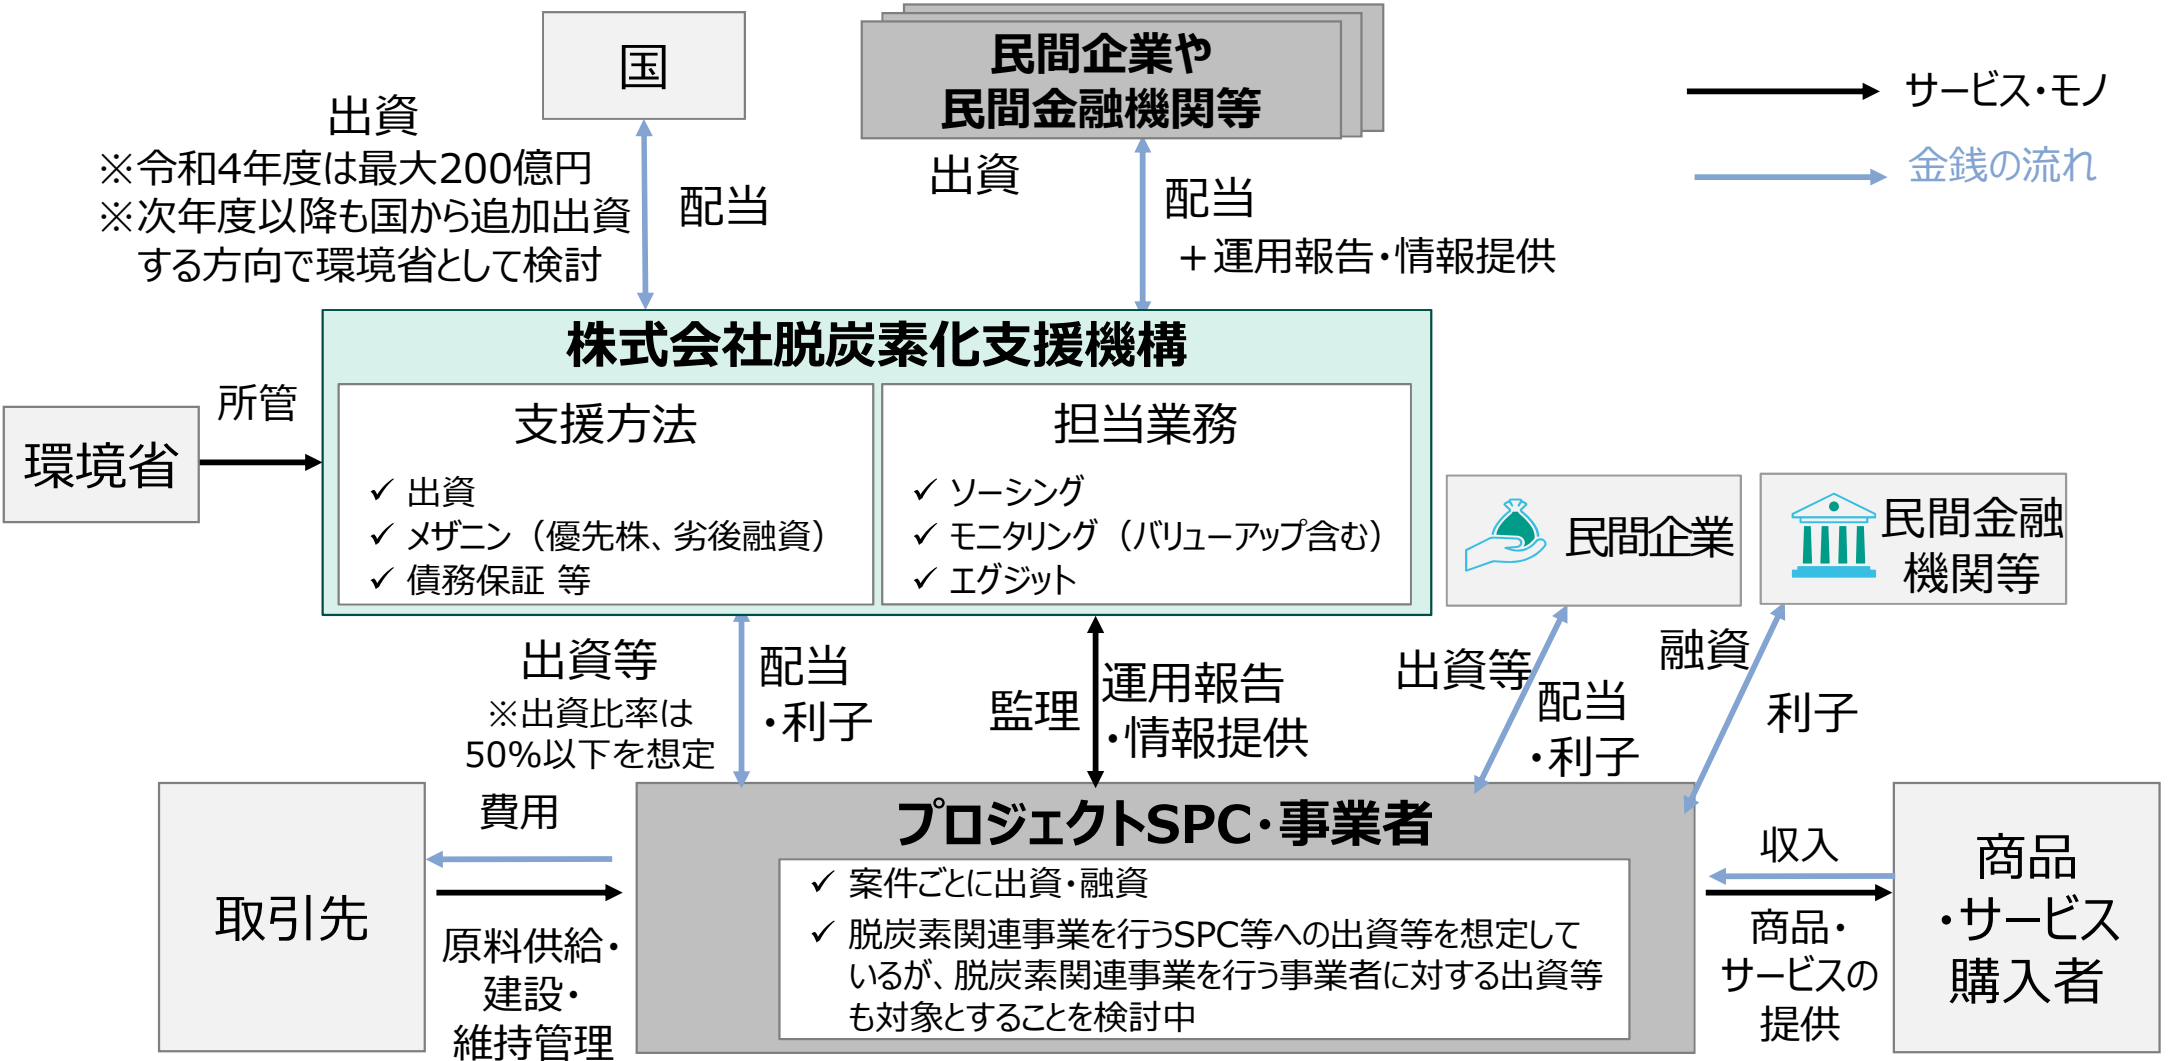 国
民間企業や
民間金融機関等
サービス・モノ
金銭の流れ
出資
※令和4年度は最大200億円
※次年度以降も国から追加出資
する方向で環境省として検討
配当
出資
配当
＋運用報告・情報提供
株式会社脱炭素化支援機構
環境省
所管
支援方法
✓ 出資
✓ メザニン（優先株、劣後融資）
✓ 債務保証 等
担当業務
✓ ソーシング
✓ モニタリング（バリューアップ含む）
✓ エグジット
民間企業
民間金融
機関等
出資等
※出資比率は
50%以下を想定
配当
・利子
監理
運用報告
・情報提供
出資等
配当
・利子
融資
利子
プロジェクトSPC・事業者
✓ 案件ごとに出資・融資
✓ 脱炭素関連事業を行うSPC等への出資等を想定して
いるが、脱炭素関連事業を行う事業者に対する出資等
も対象とすることを検討中
取引先
費用
原料供給・
建設・
維持管理
収入
商品・
サービスの
提供
商品
・サービス
購入者